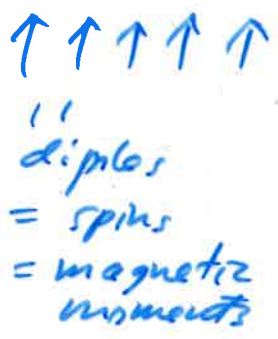 ↑ ↑ ↑ ↑ ↑
''
dipoles
= spins
= magnetic
moments